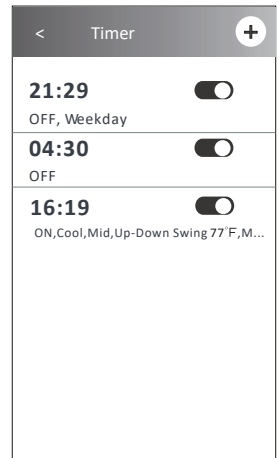 < Timer +
21:29
OFF, Weekday
04:30
OFF
16:19
ON,Cool,Mid,Up-Down Swing 77°F,M...